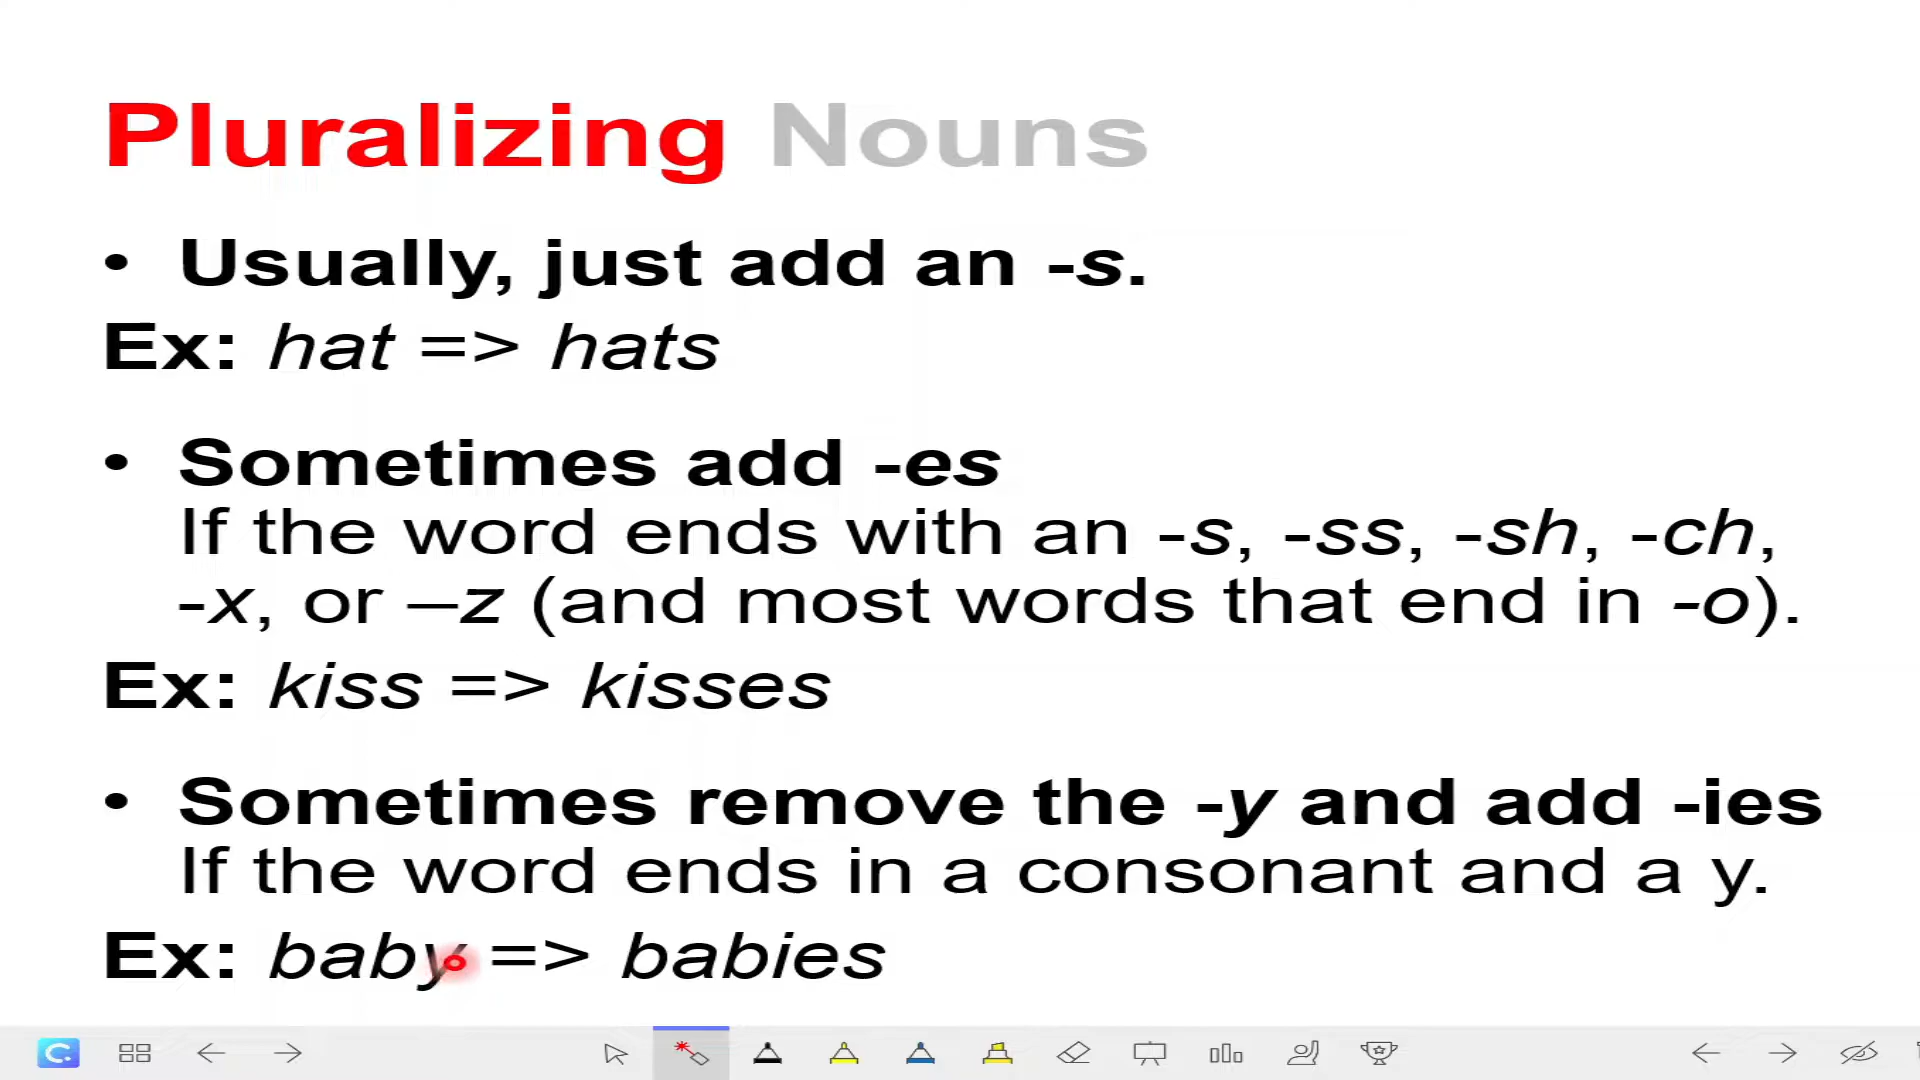 Pluralizing Nouns
• Usually, just add an -s.
Ex: hat => hats
• Sometimes add -es
If the word ends with an -s, -ss, -sh, -ch,
-x, or –z (and most words that end in -o).
Ex: kiss => kisses
• Sometimes remove the -y and add -ies
If the word ends in a consonant and a y.
Ex: baby => babies